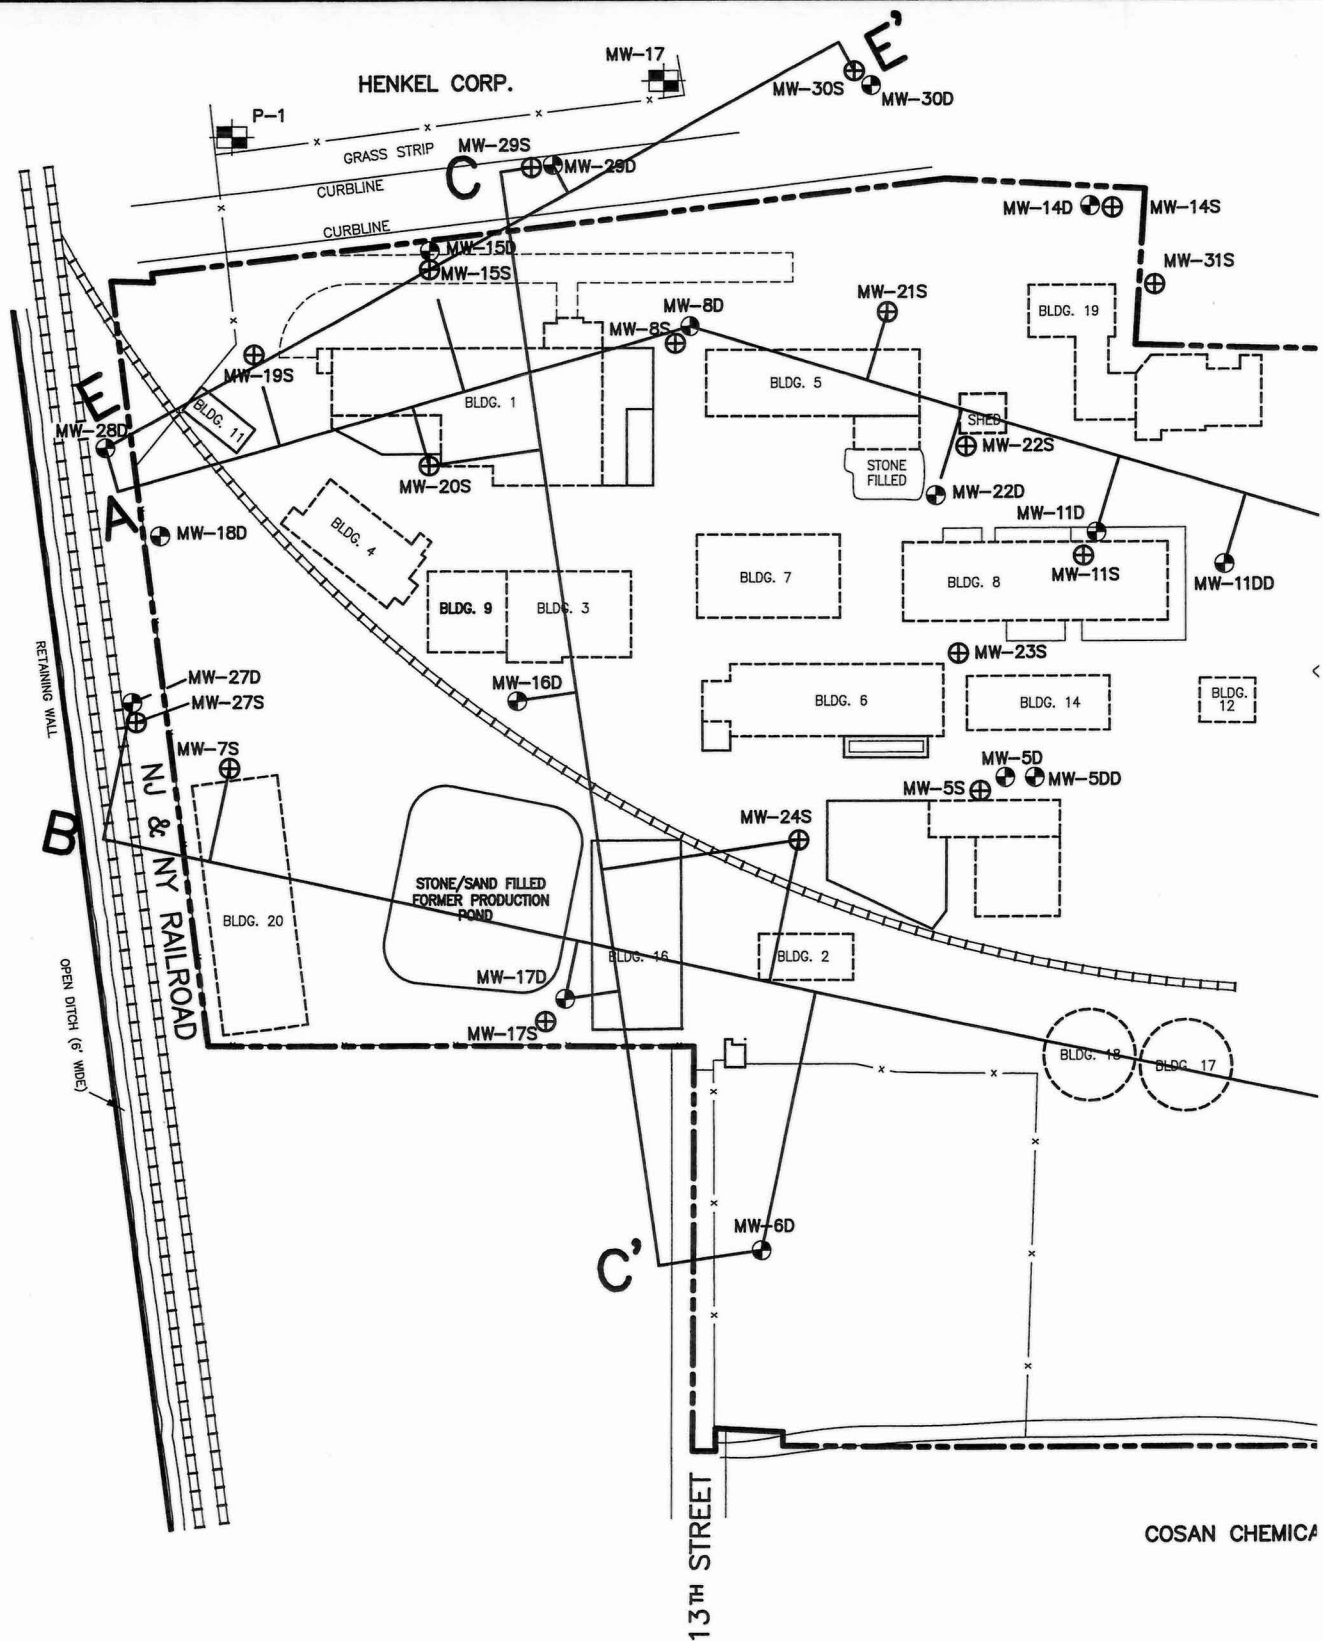 E'
MW-17
HENKEL CORP.
MW-30S
MW-30D
P-1
MW-29S
GRASS STRIP
C
MW-29D
CURBLINE
MW-14D
MW-14S
CURBLINE
MW-15D
MW-15S
MW-31S
MW-21S
MW-8D
MW-8S
BLDG. 19
MW-19S
E
BLDG. 5
BLDG. 1
BLDG. 11
SHED
MW-28D
MW-22S
STONE
FILLED
MW-20S
MW-22D
A
MW-11D
MW-18D
BLDG. 4
MW-11S
BLDG. 7
BLDG. 8
MW-11DD
BLDG. 9
BLDG. 3
RETAINING WALL
MW-23S
MW-27D
MW-16D
MW-27S
BLDG. 6
BLDG. 14
BLDG.
12
MW-7S
MW-5D
MW-5DD
MW-5S
B
NJ & NY RAILROAD
MW-24S
STONE/SAND FILLED
FORMER PRODUCTION
POND
BLDG. 20
BLDG. 16
BLDG. 2
MW-17D
OPEN DITCH (6' WIDE)
MW-17S
BLDG. 18
BLDG. 17
MW-6D
C'
13TH STREET
COSAN CHEMICA